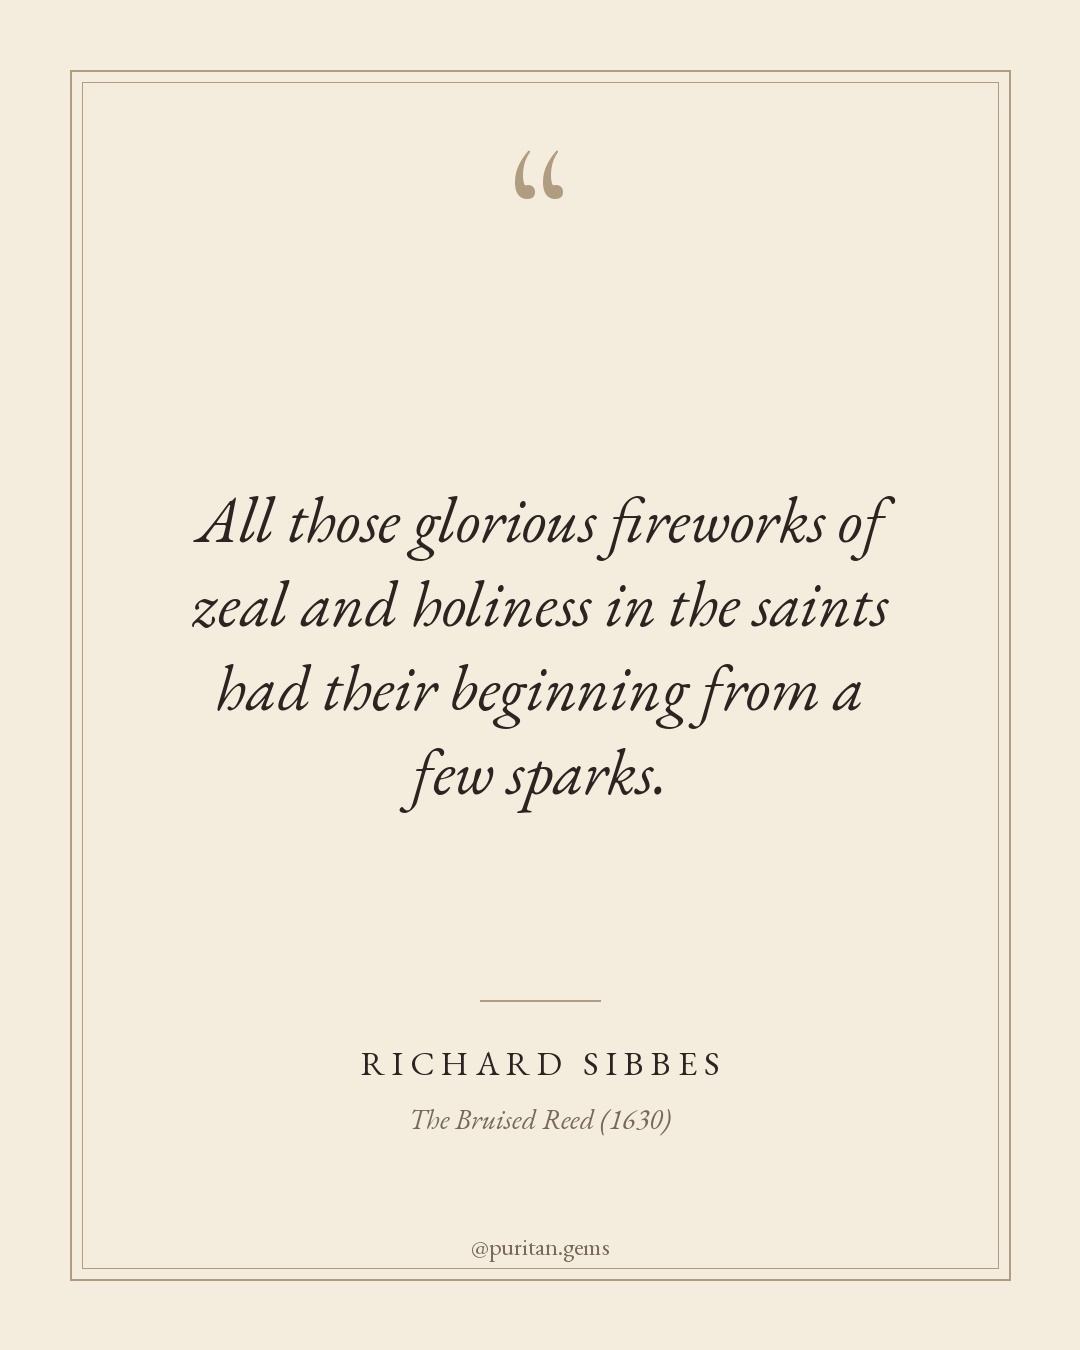 “
All those glorious fireworks of
zeal and holiness in the saints
had their beginning from a
few sparks.
RICHARD SIBBES
The Bruised Reed (1630)
@puritan.gems